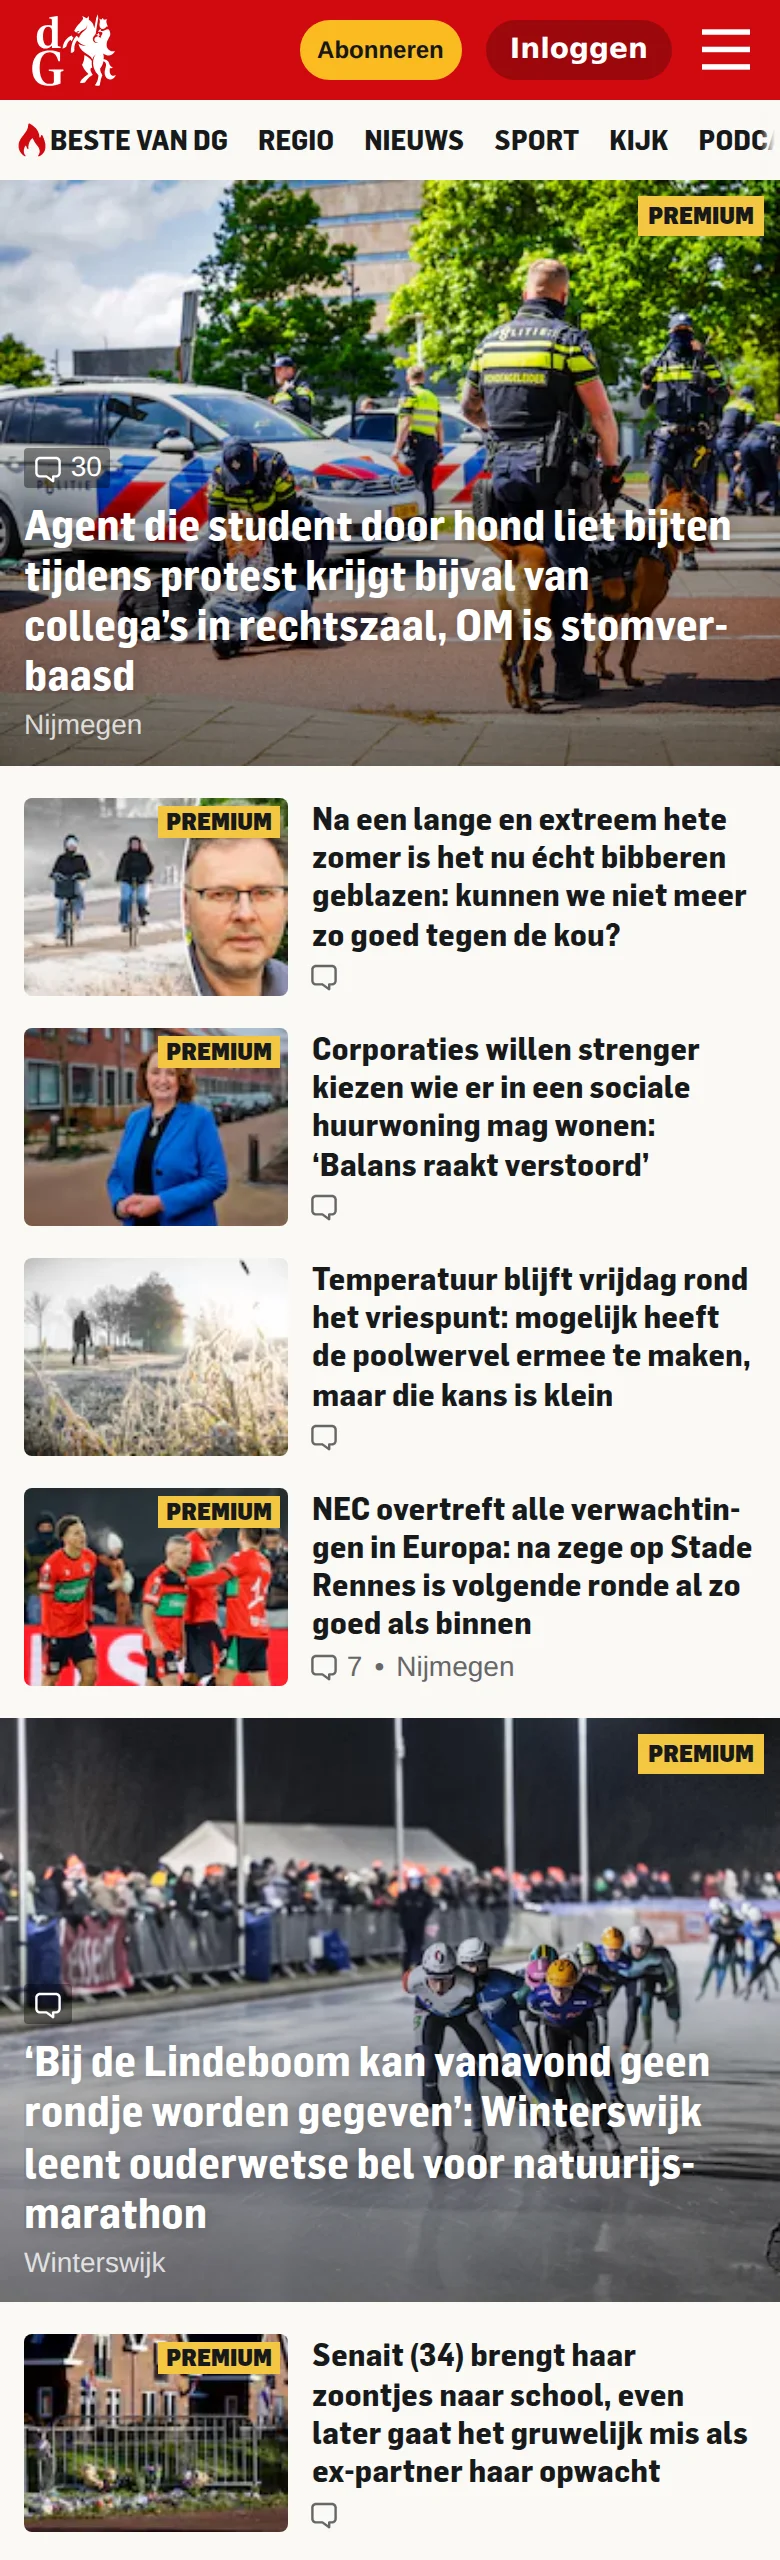 dG
Abonneren
Inloggen
BESTE VAN DG REGIO NIEUWS SPORT KIJK
PREMIUM
POLITIE
HONDENGELEIDER
30
POLITIE
Agent die student door hond liet bijten
tijdens protest krijgt bijval van
collega’s in rechtszaal, OM is stomver-
baasd
Nijmegen
PREMIUM
Na een lange en extreem hete
zomer is het nu écht bibberen
geblazen: kunnen we niet meer
zo goed tegen de kou?
PREMIUM
Corporaties willen strenger
kiezen wie er in een sociale
huurwoning mag wonen:
‘Balans raakt verstoord’
Temperatuur blijft vrijdag rond
het vriespunt: mogelijk heeft
de poolwervel ermee te maken,
maar die kans is klein
PREMIUM
NEC overtreft alle verwachtin-
gen in Europa: na zege op Stade
Rennes is volgende ronde al zo
goed als binnen
7 • Nijmegen
PREMIUM
‘Bij de Lindeboom kan vanavond geen
rondje worden gegeven’: Winterswijk
leent ouderwetse bel voor natuurijs-
marathon
Winterswijk
PREMIUM
Senait (34) brengt haar
zoontjes naar school, even
later gaat het gruwelijk mis als
ex-partner haar opwacht